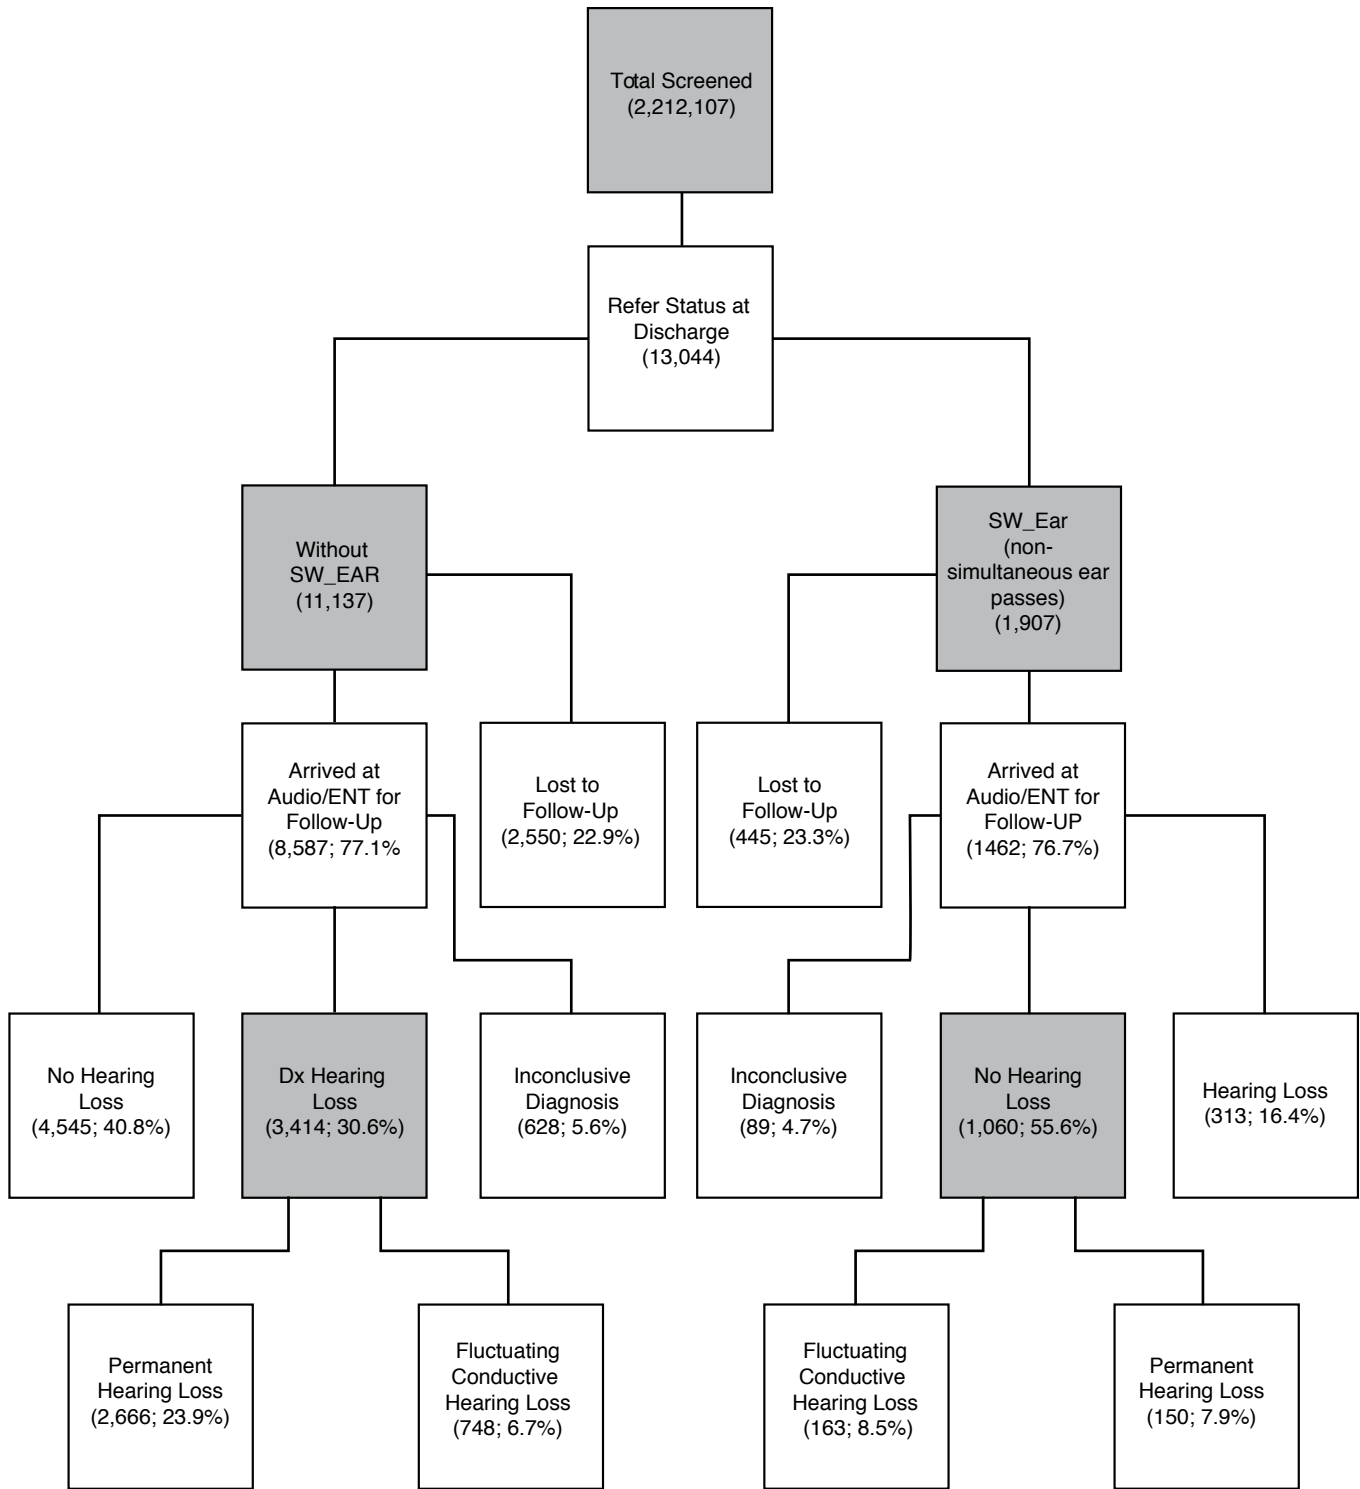 Total Screened
(2,212,107)
Refer Status at
Discharge
(13,044)
Without
SW_EAR
(11,137)
SW_Ear
(non-
simultaneous ear
passes)
(1,907)
Arrived at
Audio/ENT for
Follow-Up
(8,587; 77.1%
Lost to
Follow-Up
(2,550; 22.9%)
Lost to
Follow-Up
(445; 23.3%)
Arrived at
Audio/ENT for
Follow-UP
(1462; 76.7%)
No Hearing
Loss
(4,545; 40.8%)
Dx Hearing
Loss
(3,414; 30.6%)
Inconclusive
Diagnosis
(628; 5.6%)
Inconclusive
Diagnosis
(89; 4.7%)
No Hearing
Loss
(1,060; 55.6%)
Hearing Loss
(313; 16.4%)
Permanent
Hearing Loss
(2,666; 23.9%)
Fluctuating
Conductive
Hearing Loss
(748; 6.7%)
Fluctuating
Conductive
Hearing Loss
(163; 8.5%)
Permanent
Hearing Loss
(150; 7.9%)